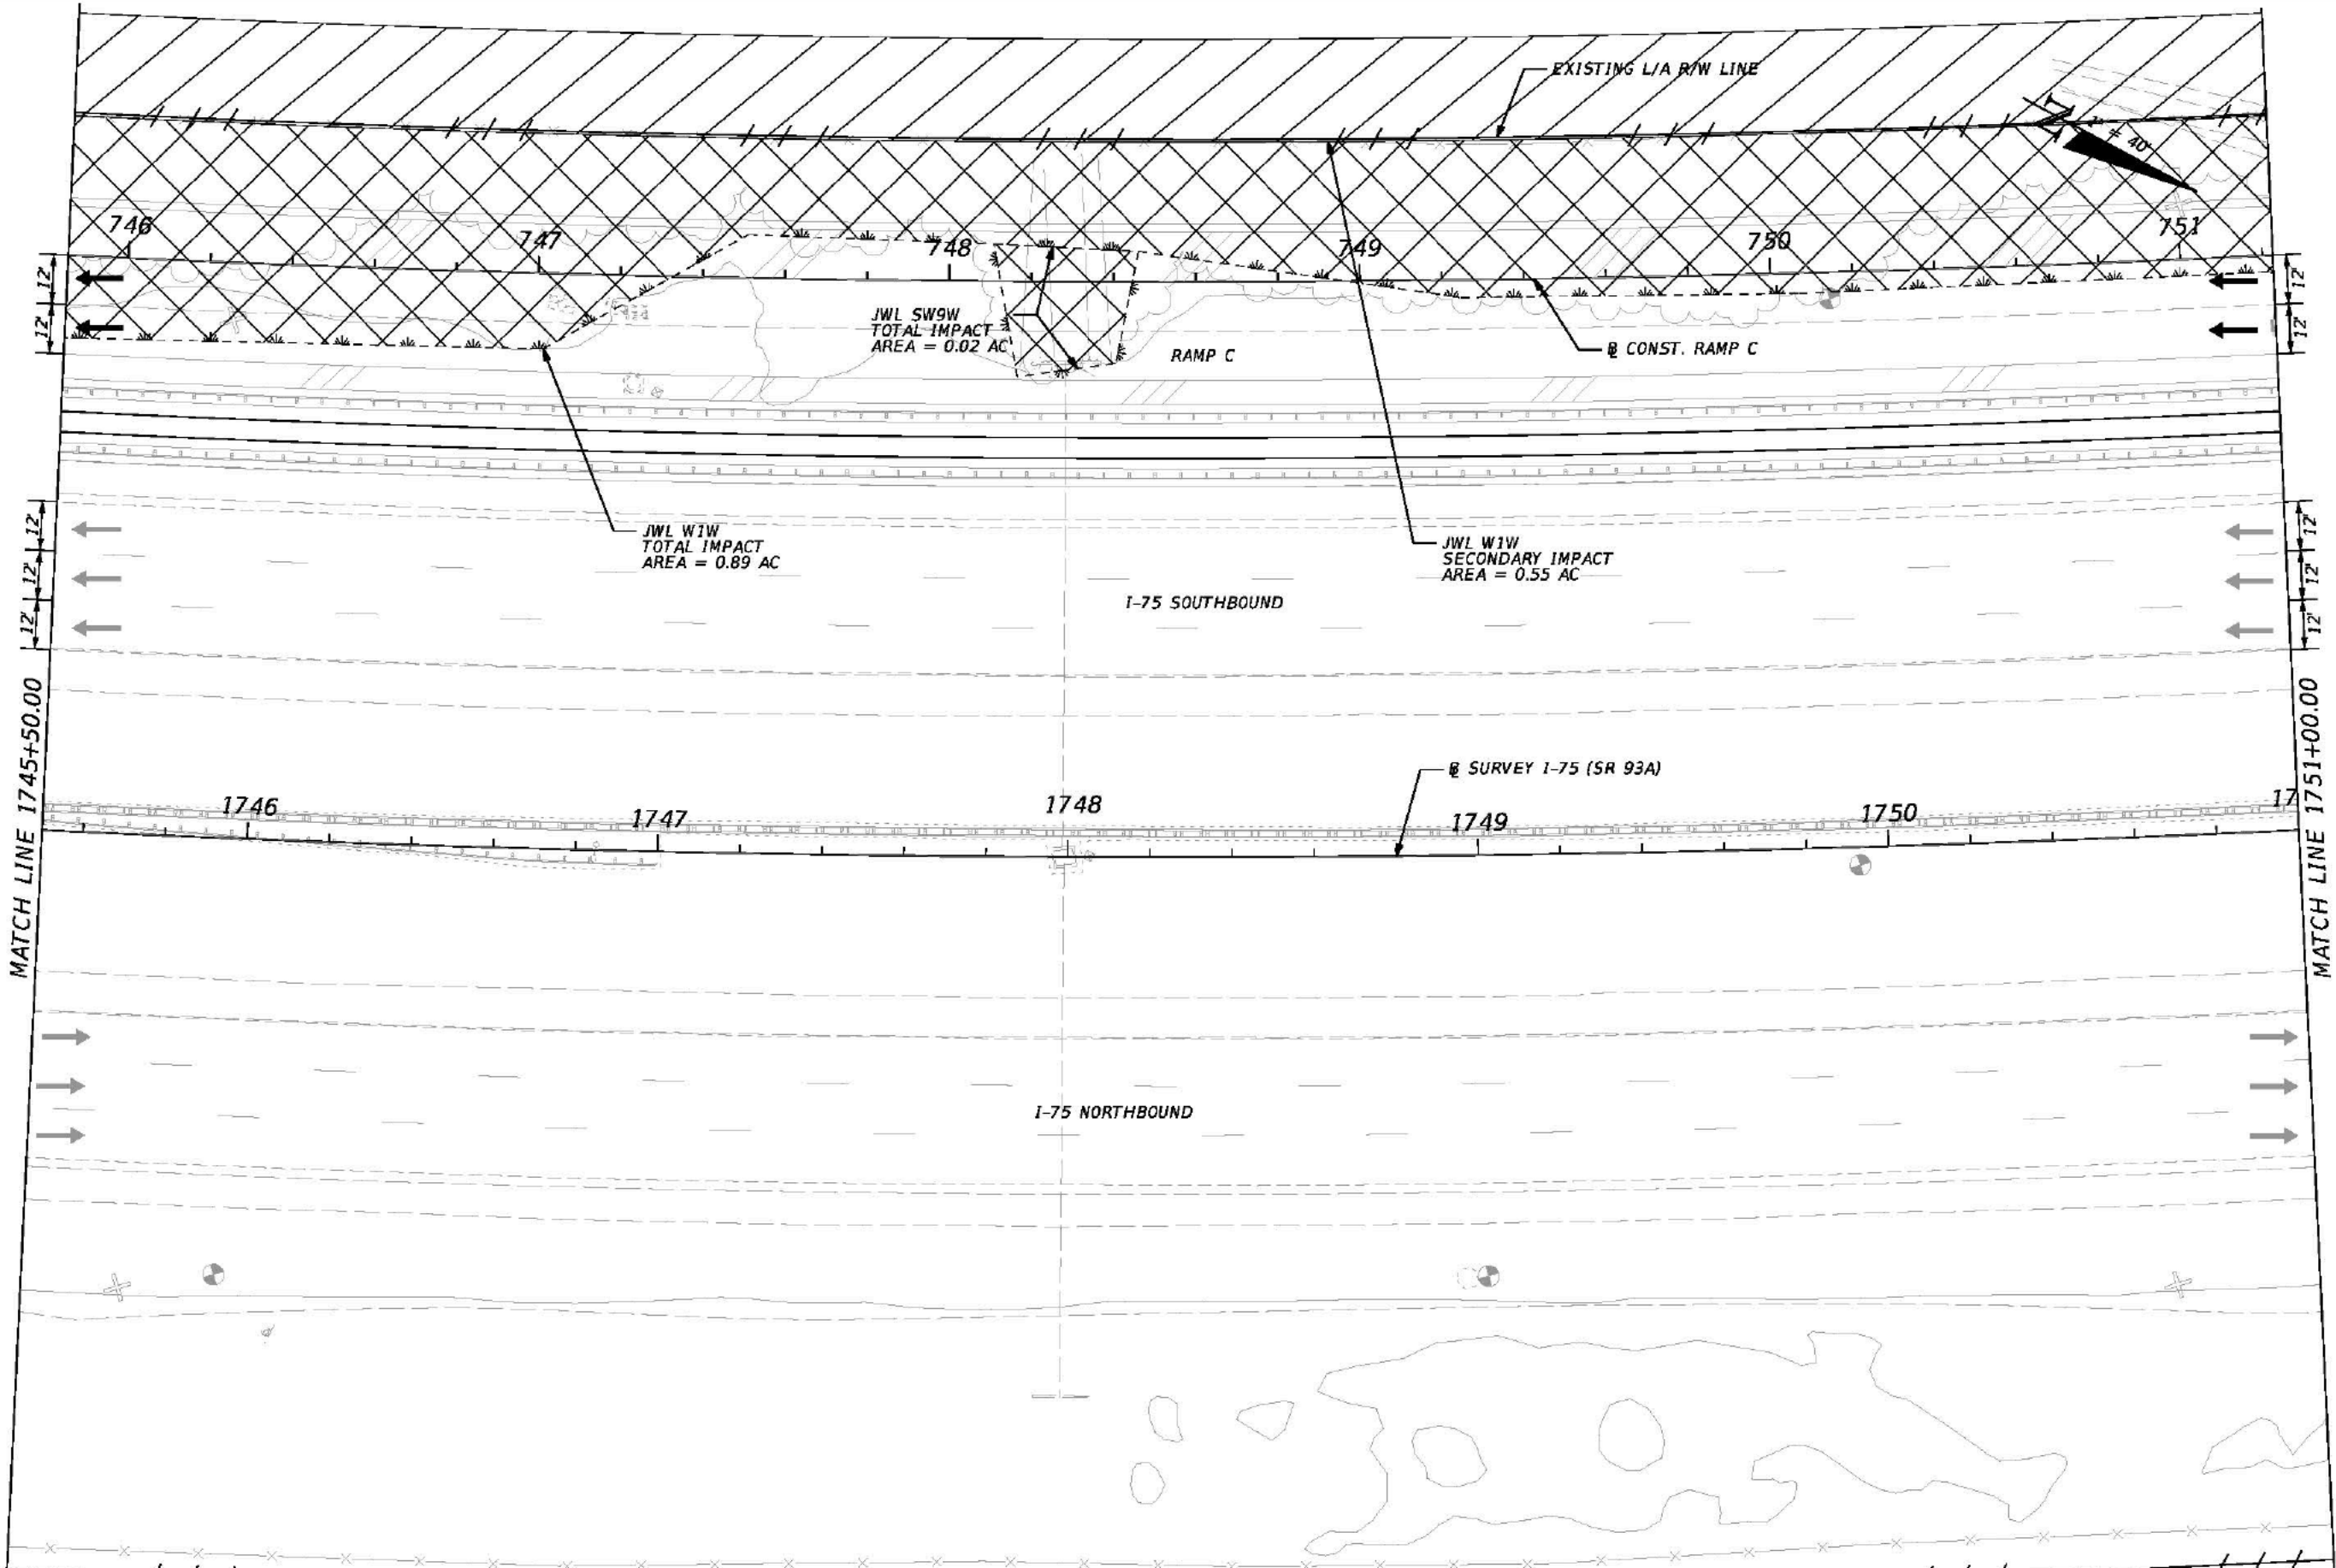 EXISTING L/A R/W LINE
N
1" = 40'
746
747
748
749
750
751
12'
12'
12'
12'
JWL SW9W
TOTAL IMPACT
AREA = 0.02 AC
RAMP C
℄ CONST. RAMP C
JWL W1W
TOTAL IMPACT
AREA = 0.89 AC
JWL W1W
SECONDARY IMPACT
AREA = 0.55 AC
12'
12'
12'
12'
12'
12'
I-75 SOUTHBOUND
MATCH LINE 1745+50.00
MATCH LINE 1751+00.00
℄ SURVEY I-75 (SR 93A)
1746
1747
1748
1749
1750
17
I-75 NORTHBOUND